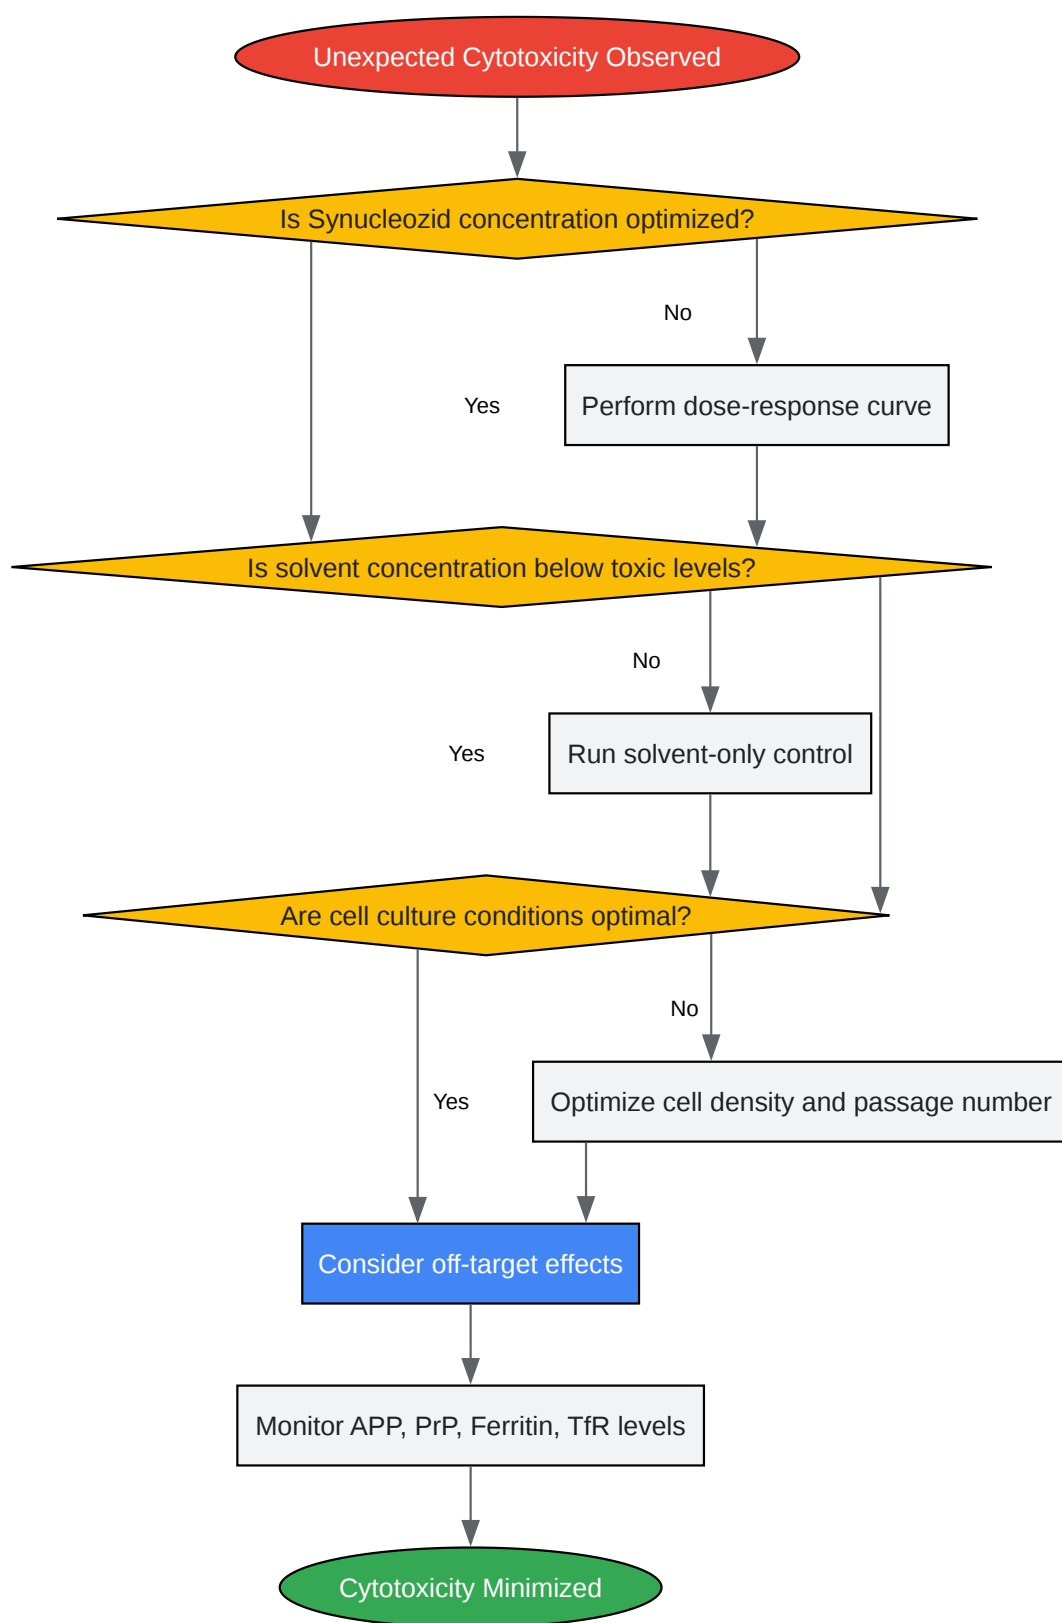 Unexpected Cytotoxicity Observed
Is Synucleozid concentration optimized?
No
Yes
Perform dose-response curve
Is solvent concentration below toxic levels?
No
Yes
Run solvent-only control
Are cell culture conditions optimal?
No
Yes
Optimize cell density and passage number
Consider off-target effects
Monitor APP, PrP, Ferritin, TfR levels
Cytotoxicity Minimized